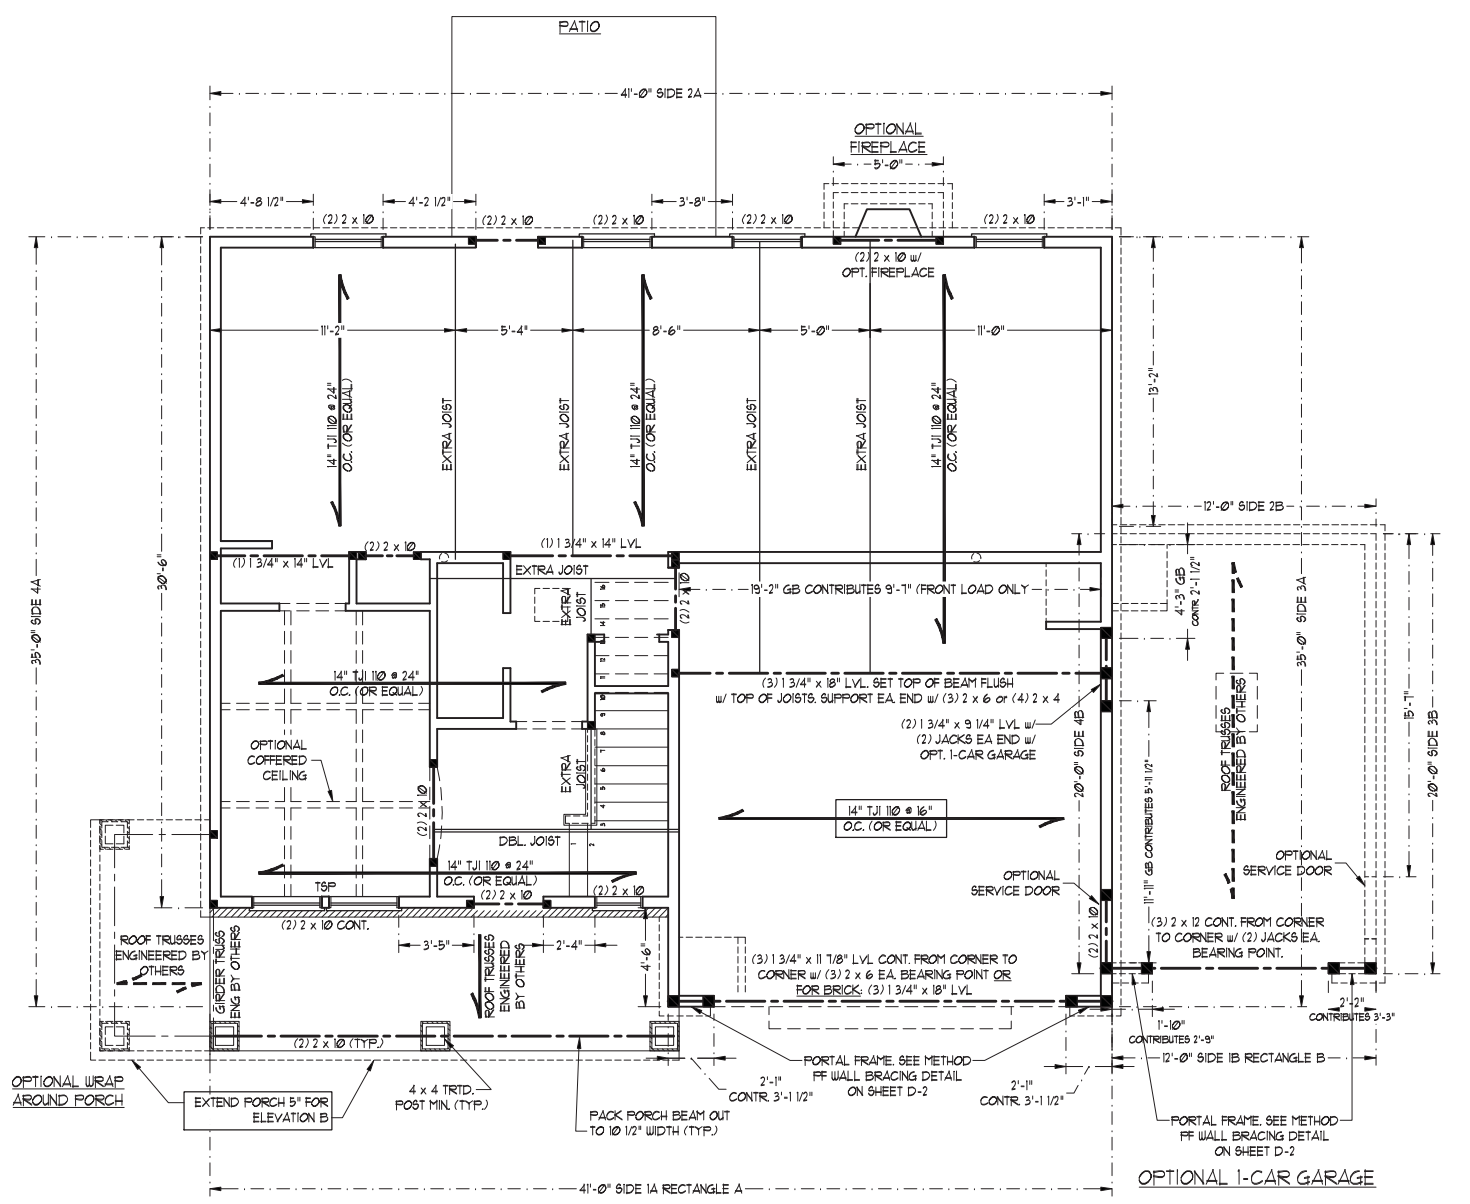 PATIO
41'-0" SIDE 2A
OPTIONAL
FIREPLACE
5'-0"
4'-8 1/2"
4'-2 1/2"
3'-8"
3'-1"
(2) 2 x 10
(2) 2 x 10
(2) 2 x 10
(2) 2 x 10
(2) 2 x 10
(2) 2 x 10 w/
OPT. FIREPLACE
11'-2"
5'-4"
8'-6"
5'-0"
11'-0"
14" TJI 110 @ 24"
O.C. (OR EQUAL)
EXTRA JOIST
EXTRA JOIST
14" TJI 110 @ 24"
O.C. (OR EQUAL)
EXTRA JOIST
EXTRA JOIST
14" TJI 110 @ 24"
O.C. (OR EQUAL)
13'-2"
35'-0" SIDE 4A
30'-6"
35'-0" SIDE 3A
12'-0" SIDE 2B
(1) 1 3/4" x 14" LVL
(2) 2 x 10
(1) 1 3/4" x 14" LVL
EXTRA JOIST
EXTRA
JOIST
(2) 2 x 10
19'-2" GB CONTRIBUTES 9'-7" (FRONT LOAD ONLY
4'-3" GB
CONTR. 2'-1 1/2"
16
15
14
13
12
11
10
9
8
7
6
5
4
3
2
1
14" TJI 110 @ 24"
O.C. (OR EQUAL)
(3) 1 3/4" x 18" LVL. SET TOP OF BEAM FLUSH
w/ TOP OF JOISTS. SUPPORT EA. END w/ (3) 2 x 6 or (4) 2 x 4
(2) 1 3/4" x 9 1/4" LVL w/
(2) JACKS EA END w/
OPT. 1-CAR GARAGE
20'-0" SIDE 4B
ROOF TRUSSES
ENGINEERED BY OTHERS
15'-7"
20'-0" SIDE 3B
OPTIONAL
COFFERED
CEILING
EXTRA
JOIST
(2) 2 x 10
11'-11" GB CONTRIBUTES 5'-11 1/2"
14" TJI 110 @ 16"
O.C. (OR EQUAL)
DBL. JOIST
14" TJI 110 @ 24"
O.C. (OR EQUAL)
TSP
(2) 2 x 10
(2) 2 x 10
OPTIONAL
SERVICE DOOR
OPTIONAL
SERVICE DOOR
(2) 2 x 10
(2) 2 x 10 CONT.
(3) 2 x 12 CONT. FROM CORNER
TO CORNER w/ (2) JACKS EA.
BEARING POINT.
ROOF TRUSSES
ENGINEERED BY
OTHERS
GIRDER TRUSS
ENG BY OTHERS
3'-5"
ROOF TRUSSES
ENGINEERED
BY OTHERS
2'-4"
4'-6"
(3) 1 3/4" x 11 7/8" LVL CONT. FROM CORNER TO
CORNER w/ (3) 2 x 6 EA. BEARING POINT OR
FOR BRICK: (3) 1 3/4" x 18" LVL
2'-2"
CONTRIBUTES 3'-3"
1'-10"
CONTRIBUTES 2'-9"
(2) 2 x 10 (TYP.)
12'-0" SIDE 1B RECTANGLE B
PORTAL FRAME. SEE METHOD
PF WALL BRACING DETAIL
ON SHEET D-2
OPTIONAL WRAP
AROUND PORCH
EXTEND PORCH 5" FOR
ELEVATION B
4 x 4 TRTD.
POST MIN. (TYP.)
2'-1"
CONTR. 3'-1 1/2"
2'-1"
CONTR. 3'-1 1/2"
PACK PORCH BEAM OUT
TO 10 1/2" WIDTH (TYP.)
PORTAL FRAME. SEE METHOD
PF WALL BRACING DETAIL
ON SHEET D-2
OPTIONAL 1-CAR GARAGE
41'-0" SIDE 1A RECTANGLE A